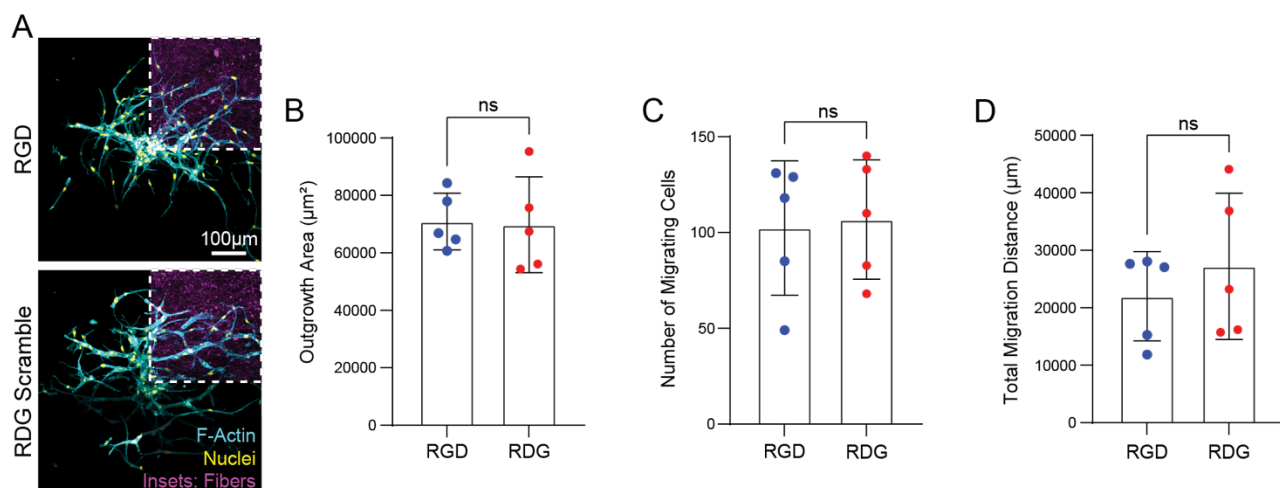 A
RGD
100µm
RDG Scramble
F-Actin
Nuclei
Insets: Fibers
B
ns
Outgrowth Area (µm²)
100000
80000
60000
40000
20000
0
RGD RDG
C
ns
Number of Migrating Cells
150
100
50
0
RGD RDG
D
ns
Total Migration Distance (µm)
50000
40000
30000
20000
10000
0
RGD RDG